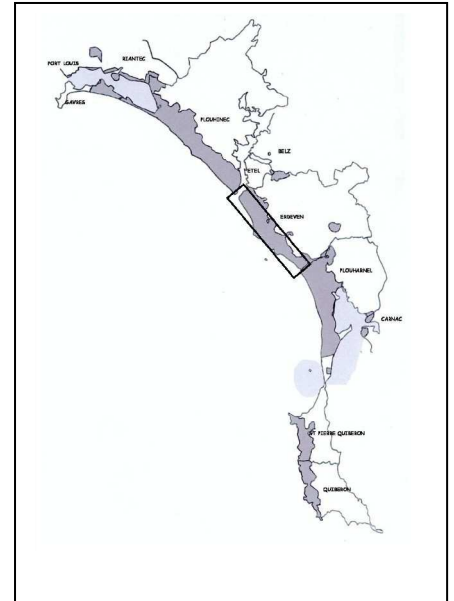 RIANTEC
PORT LOUIS
GAVRES
PLOUHINEC
BELZ
ETEL
ERDEVEN
PLOUHARNEL
CARNAC
ST PIERRE QUIBERON
QUIBERON